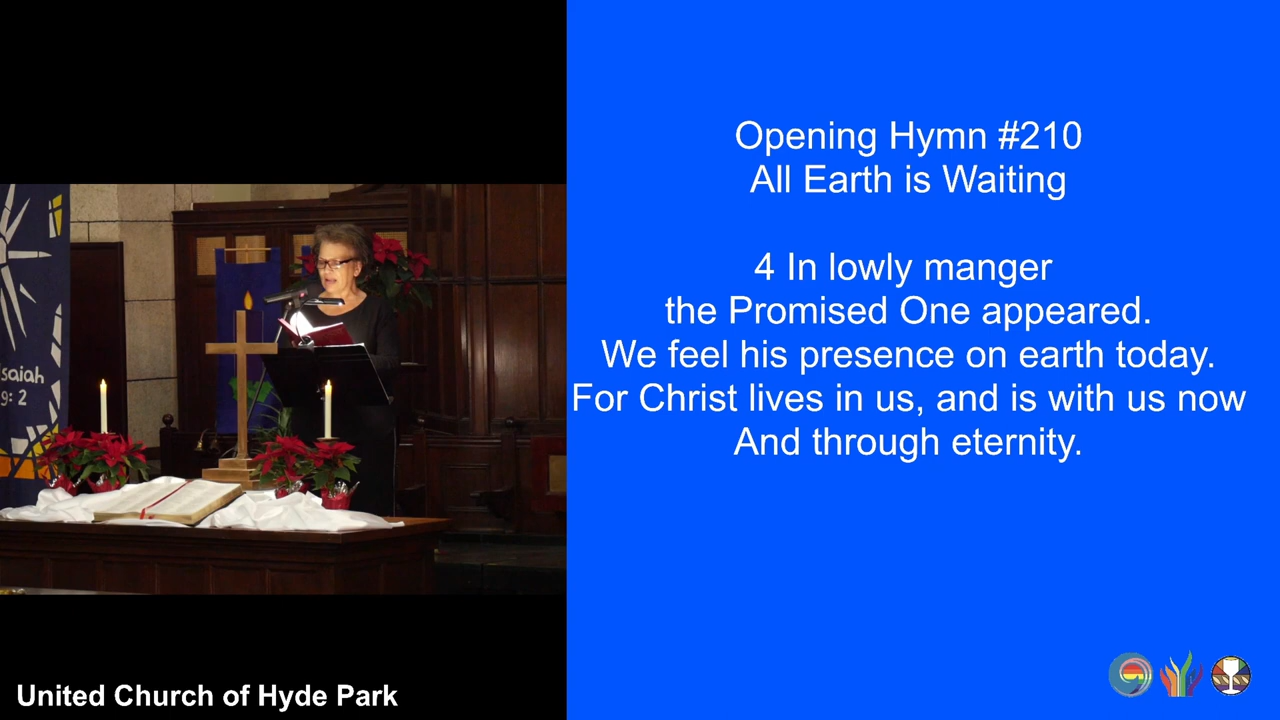 saiah
9: 2
United Church of Hyde Park
Opening Hymn #210
All Earth is Waiting
4 In lowly manger
the Promised One appeared.
We feel his presence on earth today.
For Christ lives in us, and is with us now
And through eternity.